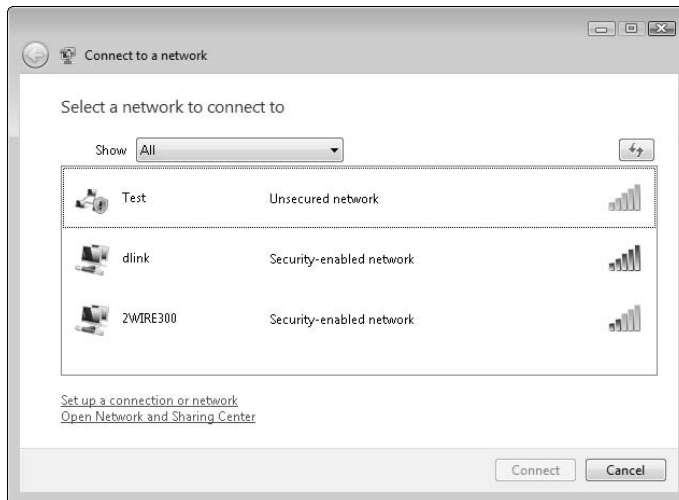 Connect to a network
Select a network to connect to
Show All
Test Unsecured network
dlink Security-enabled network
2WIRE300 Security-enabled network
Set up a connection or network
Open Network and Sharing Center
Connect Cancel